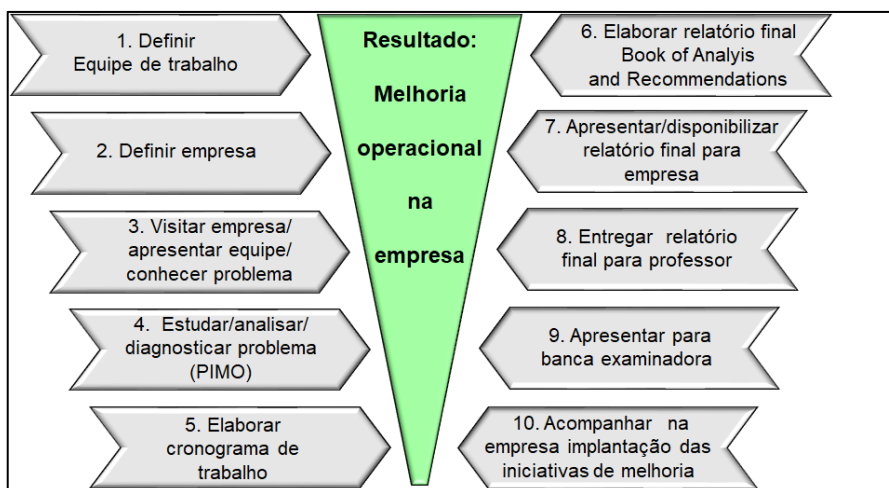 1. Definir
Equipe de trabalho
2. Definir empresa
3. Visitar empresa/
apresentar equipe/
conhecer problema
4. Estudar/analisar/
diagnosticar problema
(PIMO)
5. Elaborar
cronograma de
trabalho
Resultado:
Melhoria
operacional
na
empresa
6. Elaborar relatório final
Book of Analyis
and Recommendations
7. Apresentar/disponibilizar
relatório final para
empresa
8. Entregar relatório
final para professor
9. Apresentar para
banca examinadora
10. Acompanhar na
empresa implantação das
iniciativas de melhoria